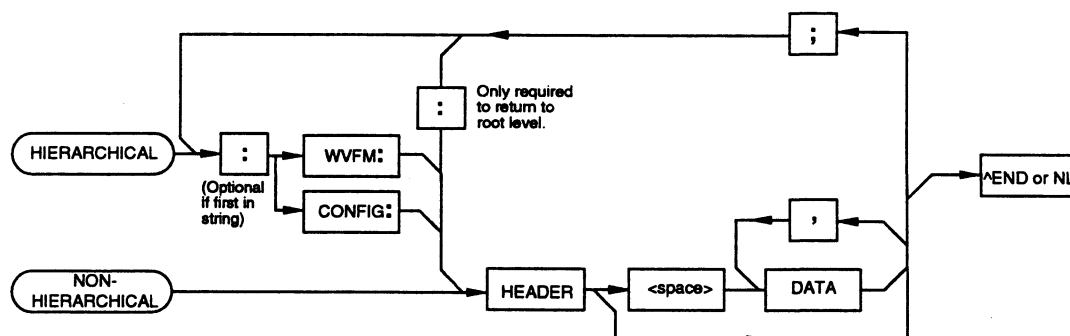 ;
:
Only required
to return to
root level.
HIERARCHICAL
:
WVFM:
^END or NL
(Optional
if first in
string)
CONFIG:
,
NON-
HIERARCHICAL
HEADER
<space>
DATA